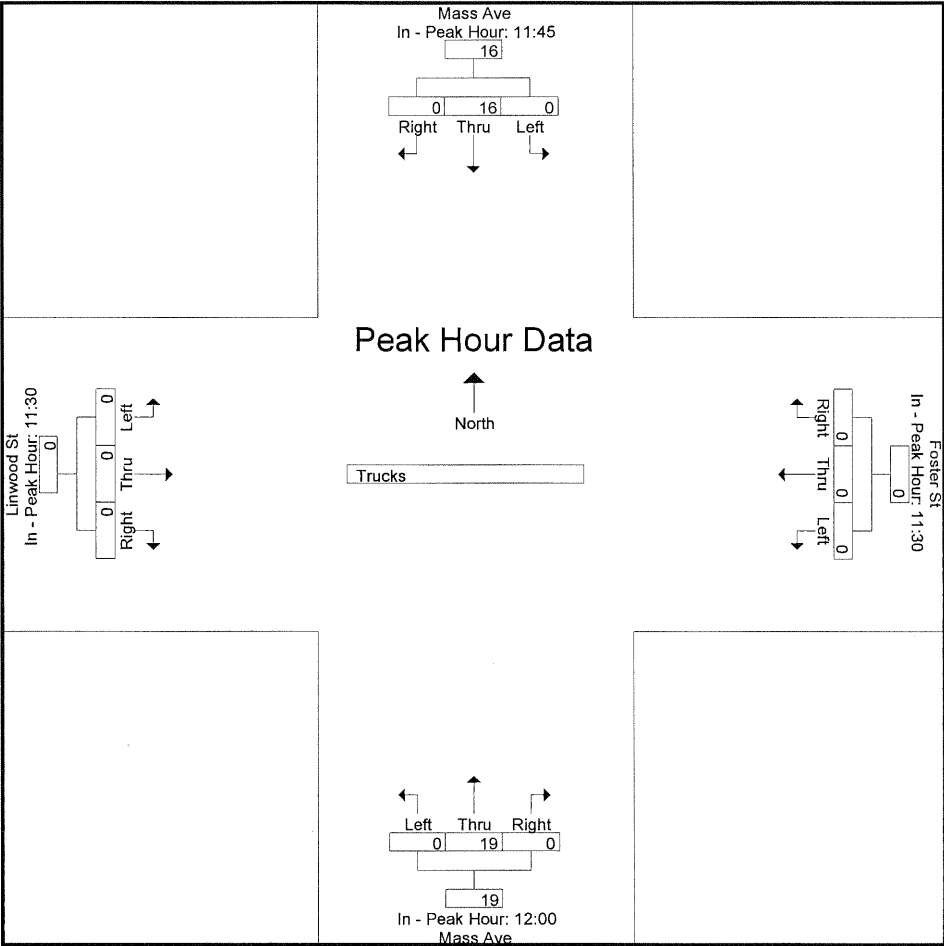 Mass Ave
In - Peak Hour: 11:45
16
0 16 0
Right Thru Left
Peak Hour Data
North
Trucks
Linwood St
In - Peak Hour: 11:30
0
0 0 0
Left Thru Right
Foster St
In - Peak Hour: 11:30
0
0 0 0
Right Thru Left
Left Thru Right
0 19 0
19
In - Peak Hour: 12:00
Mass Ave